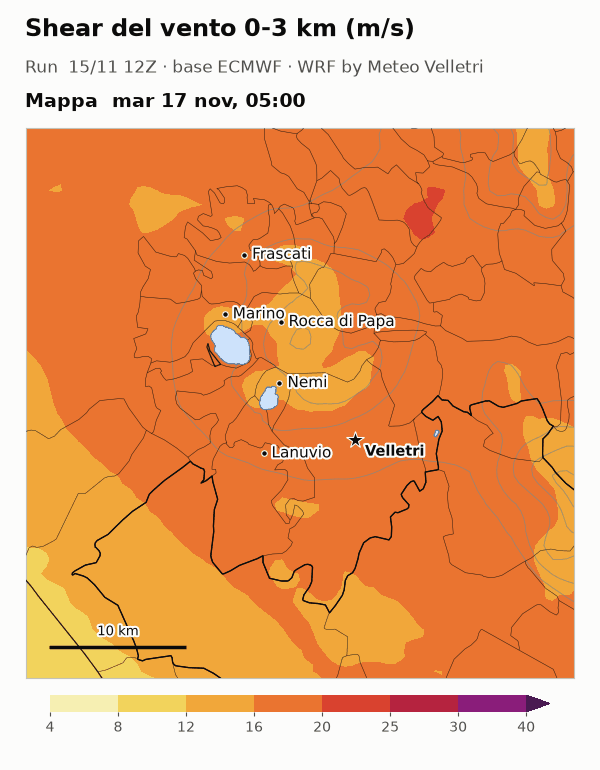 Shear del vento 0-3 km (m/s)
Run  15/11 12Z · base ECMWF · WRF by Meteo Velletri
Mappa  mar 17 nov, 05:00
Frascati
Marino
Rocca di Papa
Nemi
Velletri
Lanuvio
10 km
4 8 12 16 20 25 30 40